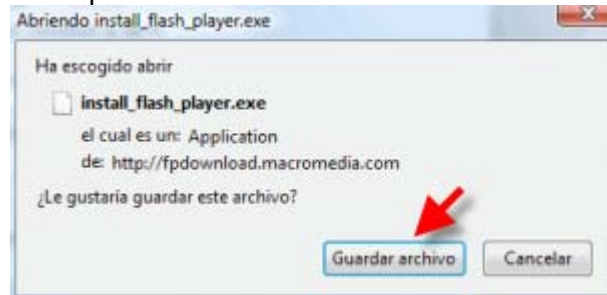 Abriendo install_flash_player.exe
Ha escogido abrir
install_flash_player.exe
el cual es un: Application
de: http://fpdownload.macromedia.com
¿Le gustaría guardar este archivo?
Guardar archivo Cancelar